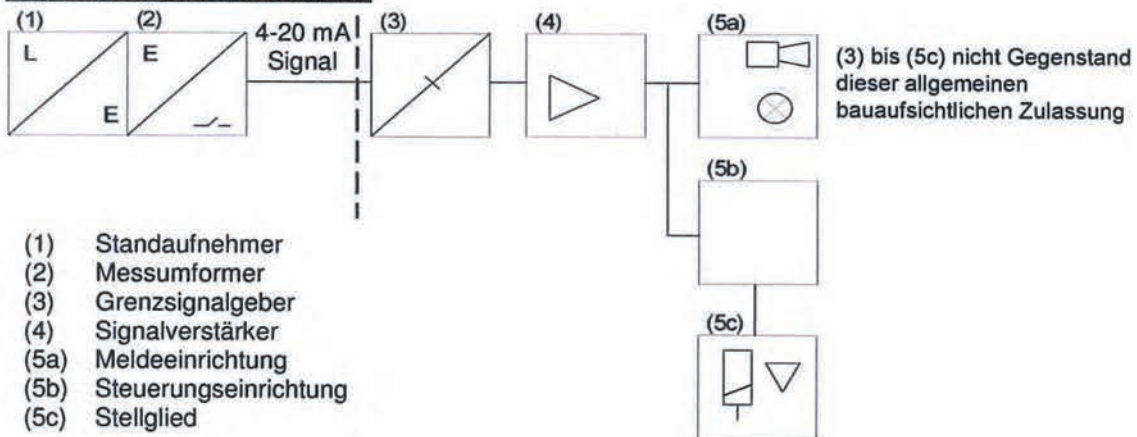 (1)
(2)
4-20 mA
Signal
(3)
(4)
(5a)
L
E
E
(3) bis (5c) nicht Gegenstand
dieser allgemeinen
bauaufsichtlichen Zulassung
(5b)
(5c)
(1) Standaufnehmer
(2) Messumformer
(3) Grenzsignalgeber
(4) Signalverstärker
(5a) Meldeeinrichtung
(5b) Steuerungseinrichtung
(5c) Stellglied